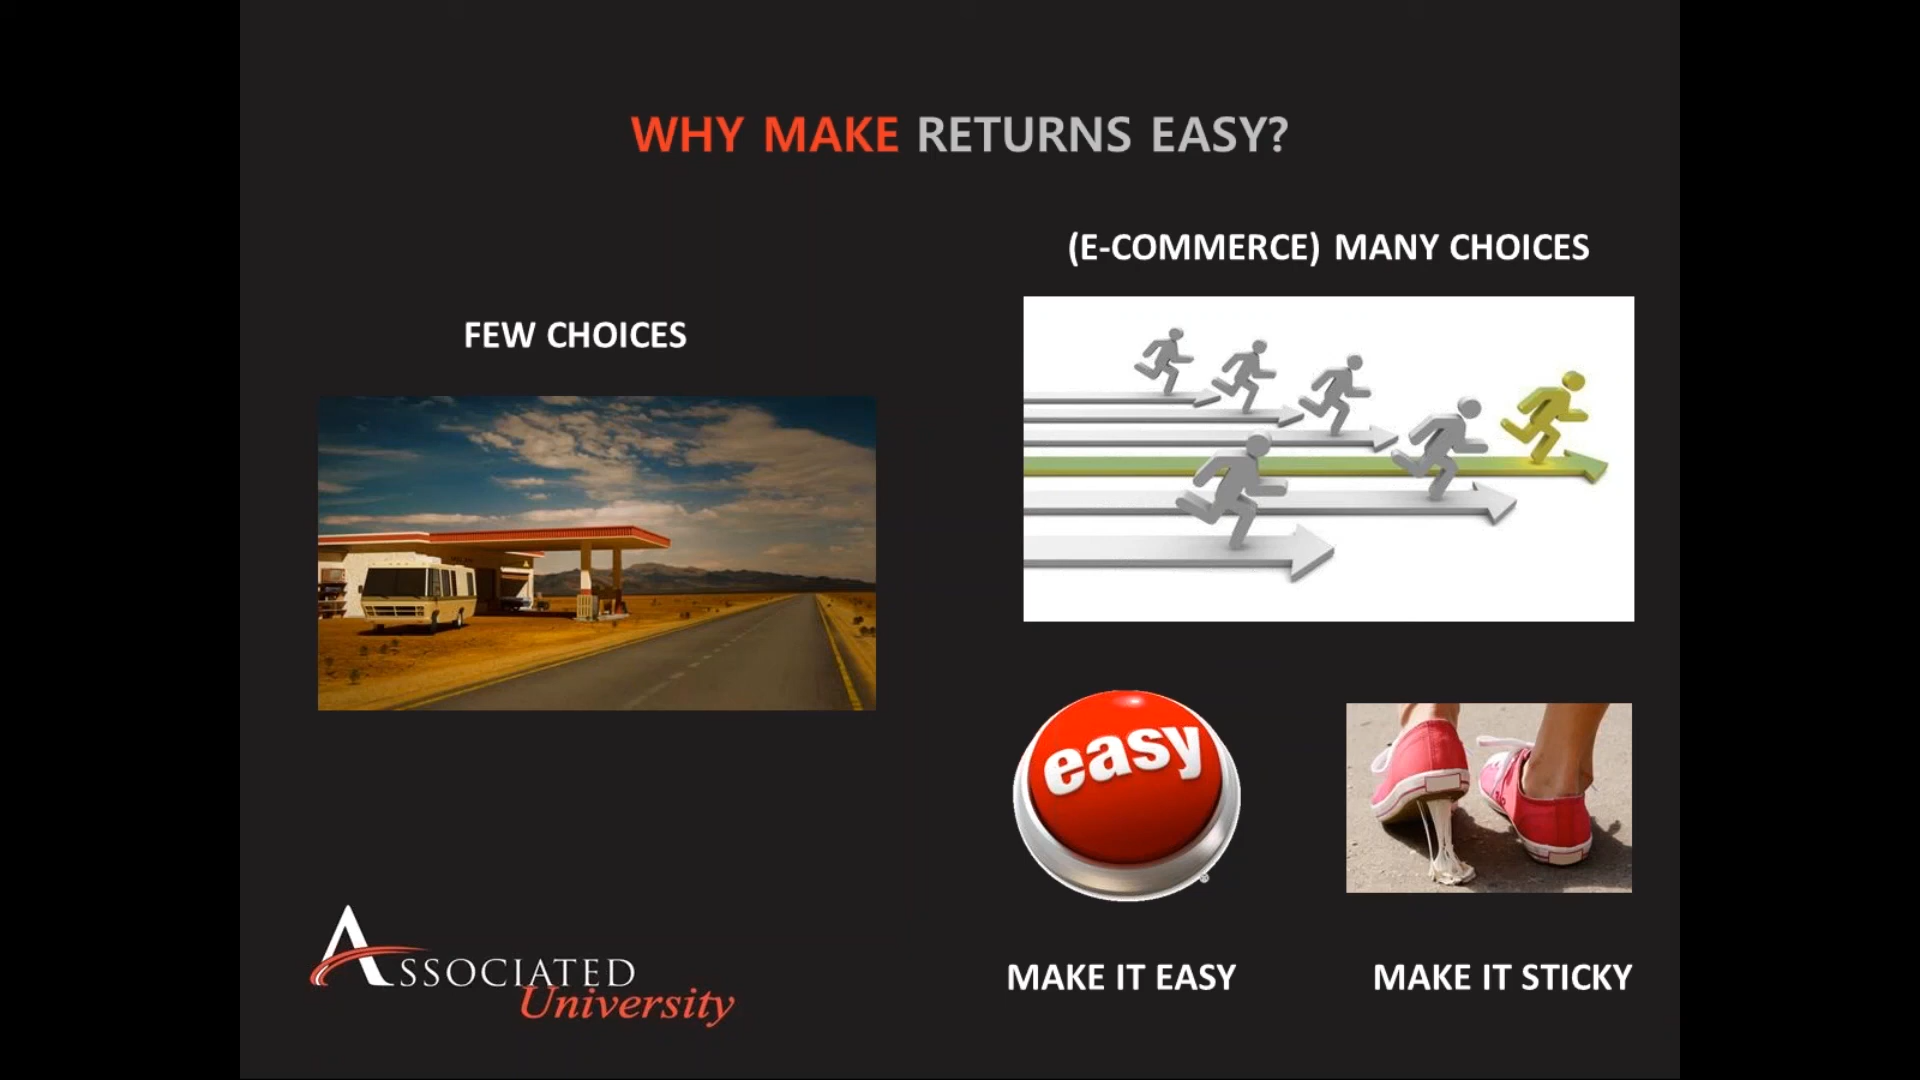 WHY MAKE RETURNS EASY?
FEW CHOICES
(E-COMMERCE) MANY CHOICES
easy
MAKE IT EASY
MAKE IT STICKY
ASSOCIATED
University